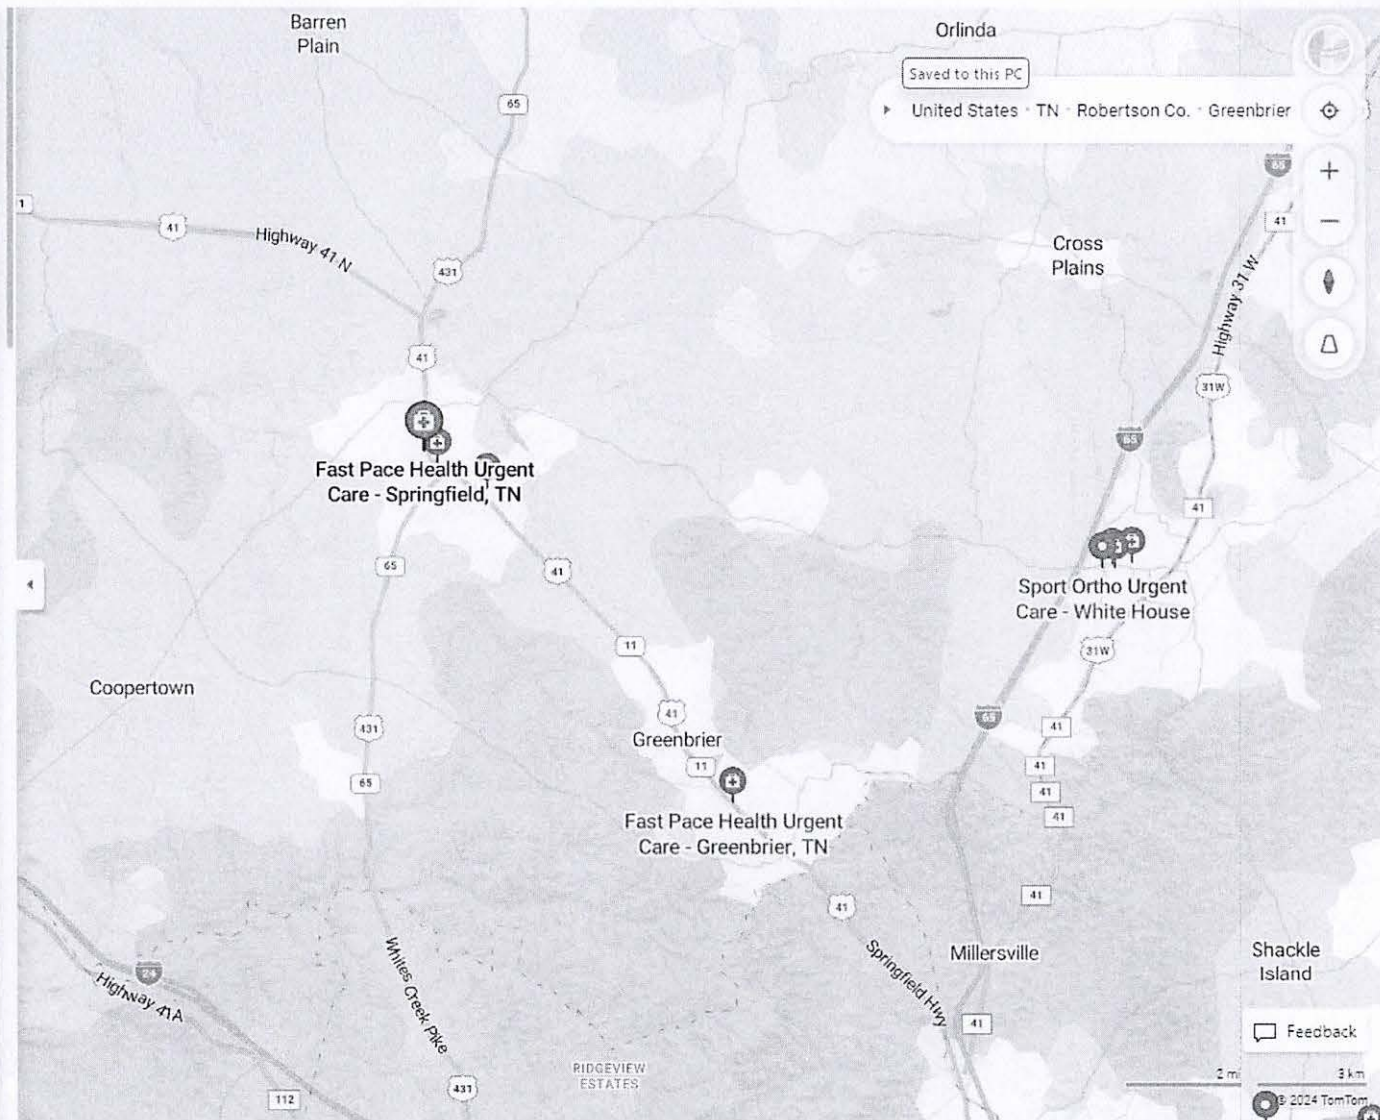 Barren
Plain
Orlinda
Saved to this PC
United States · TN · Robertson Co. · Greenbrier
65
65
1
41
Highway 41 N
431
41
Cross
Plains
Highway 31 W
41
31W
65
Fast Pace Health Urgent
Care - Springfield, TN
41
65
41
Sport Ortho Urgent
Care - White House
11
31W
Coopertown
41
431
Greenbrier
65
41
11
65
41
41
41
Fast Pace Health Urgent
Care - Greenbrier, TN
41
41
Whites Creek Pike
Springfield Hwy
Millersville
Shackle
Island
24
Highway 41A
41
Feedback
RIDGEVIEW
ESTATES
431
112
2 mi
3 km
© 2024 TomTom